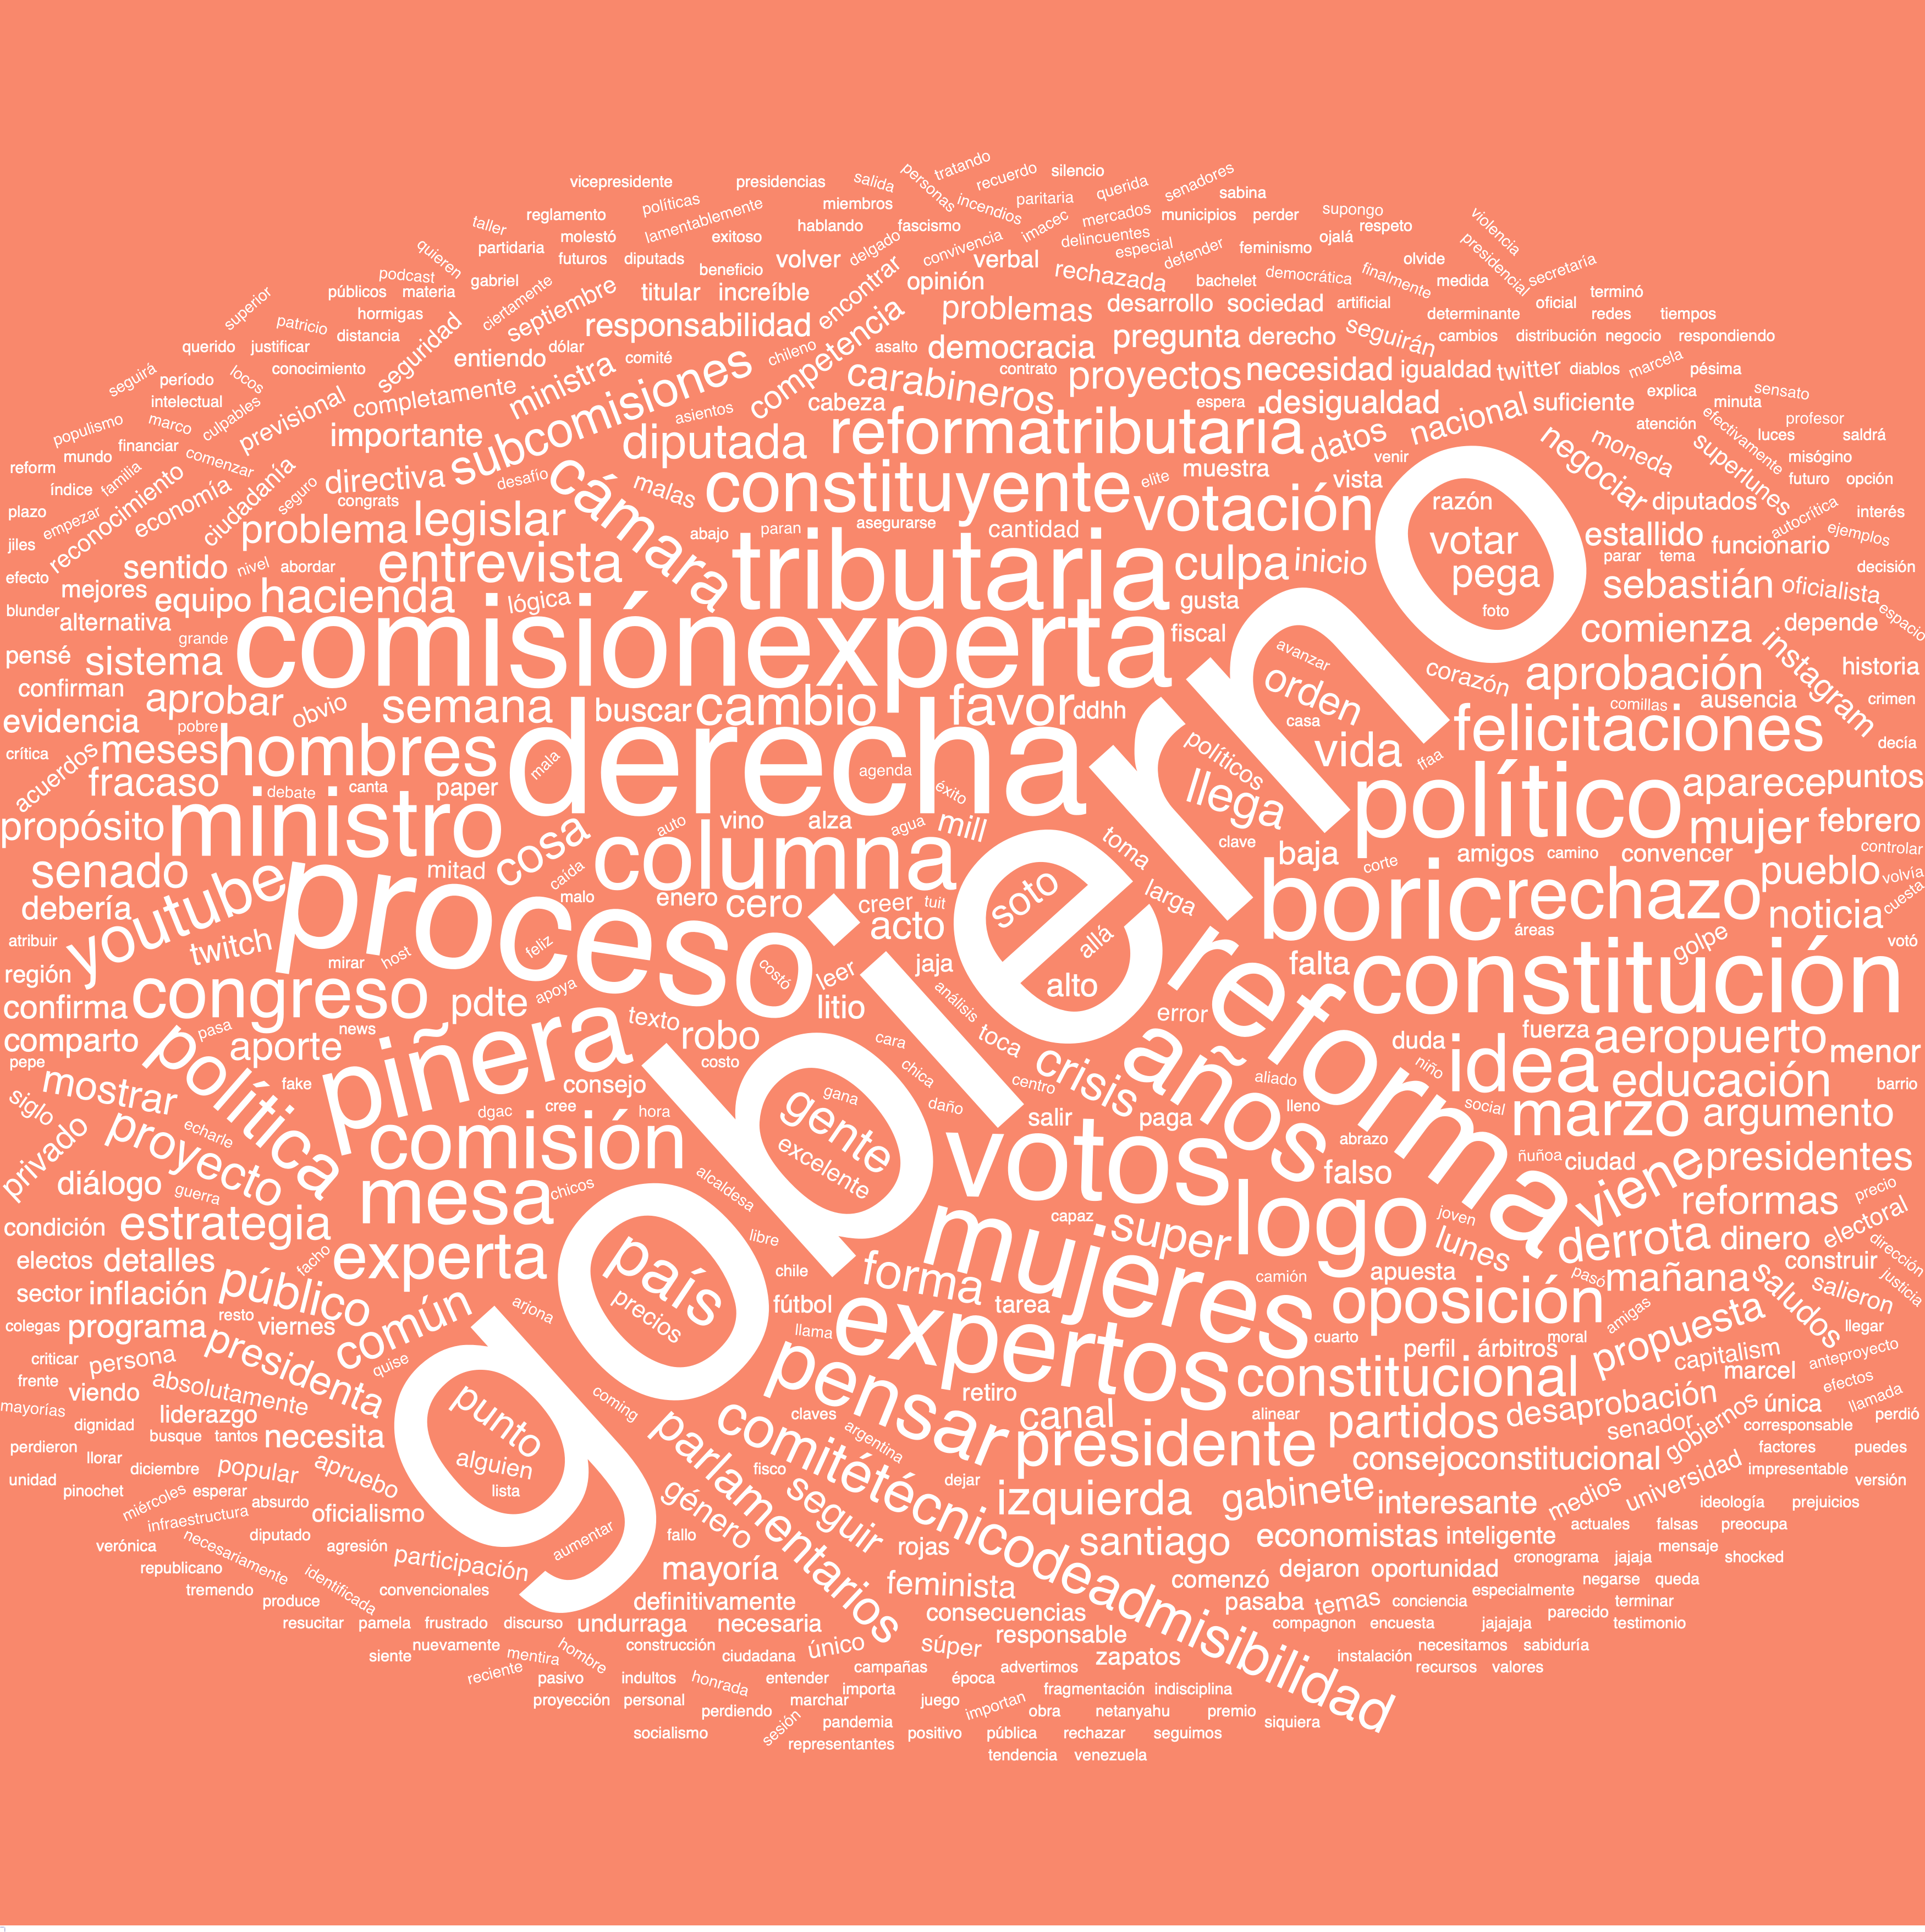 gobierno
comisiónexperta
derecha
proceso
tributaria
reforma
constitución
reformatributaria
constituyente
piñera
político
boric
rechazo
ministro
columna
votos
mujeres
expertos
logo
años
idea
hombres
congreso
política
comisión
mesa
experta
cámara
subcomisiones
votación
pensar
presidente
comitétécnicodeadmisibilidad
oposición
constitucional
marzo
viene
felicitaciones
youtube
entrevista
legislar
hacienda
diputada
semana
cambio
favor
culpa
inicio
aprobación
comienza
sebastián
oficialista
negociar
superlunes
moneda
diputados
estallido
funcionario
votar
pega
razón
foto
instagram
depende
historia
ausencia
comillas
crimen
decía
espacio
decisión
ejemplos
autocrítica
interés
opción
futuro
misógino
saldrá
luces
profesor
sensato
minuta
explica
efectivamente
atención
suficiente
nacional
datos
vista
venir
muestra
desigualdad
necesidad
igualdad
twitter
diablos
marcela
pésima
cambios
distribución
negocio
respondiendo
tiempos
redes
determinante
oficial
terminó
secretaria
presidencial
violencia
medida
olvide
finalmente
artificial
democrática
bachelet
sociedad
desarrollo
seguirán
derecho
pregunta
proyectos
espera
contrato
democracia
problemas
rechazada
opinión
verbal
especial
defender
feminismo
ojalá
respeto
supongo
perder
municipios
sabina
senadores
querida
mercados
delincuentes
imacec
paritaria
silencio
recuerdo
tratando
personas
incendios
convivencia
fascismo
delgado
hablando
miembros
salida
presidencias
vicepresidente
políticas
lamentablemente
reglamento
exitoso
molestó
taller
partidaria
futuros
diputads
beneficio
volver
encontrar
increíble
titular
septiembre
ciertamente
gabriel
quieren
podcast
públicos
materia
hormigas
distancia
patricio
superior
querido
justificar
conocimiento
seguridad
entiendo
dólar
comité
chileno
responsabilidad
competencia
asalto
carabineros
cabeza
asientos
ministra
completamente
previsional
importante
directiva
desafío
malas
elite
cantidad
asegurarse
paran
abajo
problema
congrats
seguro
ciudadanía
economía
reconocimiento
comenzar
culpables
marco
locos
período
seguirá
intelectual
populismo
financiar
mundo
familia
reform
índice
plazo
empezar
jiles
efecto
blunder
sentido
nivel
abordar
mejores
equipo
alternativa
grande
lógica
pensé
sistema
confirman
aprobar
obvio
evidencia
pobre
crítica
meses
acuerdos
fracaso
debate
canta
paper
mala
buscar
agenda
éxito
ddhh
gusta
fiscal
avanzar
orden
casa
corazón
vida
políticos
ffaa
llega
clave
toma
larga
baja
corte
amigos
camino
convencer
aparece
puntos
mujer
febrero
controlar
pueblo
volvía
cuesta
noticia
votó
áreas
golpe
falta
propósito
senado
debería
atribuir
región
twitch
mirar
host
mitad
cosa
caída
malo
feliz
auto
vino
alza
agua
mill
enero
cero
creer
tuit
acto
jaja
leer
costó
litio
análisis
soto
allá
alto
toca
error
confirma
comparto
pepe
pasa
news
pdte
apoya
texto
robo
costo
aporte
fake
mostrar
siglo
consejo
dgac
cree
hora
cara
chica
daño
centro
crisis
paga
salir
aliado
lleno
niño
duda
fuerza
aeropuerto
menor
barrio
educación
social
argumento
abrazo
falso
ñuñoa
ciudad
presidentes
reformas
precio
gente
gana
excelente
privado
proyecto
echarle
diálogo
guerra
condición
estrategia
chicos
alcaldesa
libre
capaz
super
joven
lunes
derrota
dinero
electoral
dirección
construir
justicia
electos
detalles
facho
sector
inflación
público
país
precios
chile
fútbol
llama
forma
tarea
camión
apuesta
pasó
mañana
saludos
salieron
llegar
colegas
programa
resto
viernes
común
arjona
cuarto
perfil
árbitros
moral
amigas
propuesta
capitalism
marcel
anteproyecto
criticar
persona
presidenta
quise
frente
viendo
absolutamente
mayorías
dignidad
liderazgo
busque
tantos
necesita
punto
alguien
lista
coming
retiro
claves
argentina
canal
alinear
partidos
desaprobación
senador
gobiernos
única
efectos
llamada
perdió
corresponsable
factores
puedes
impresentable
versión
perdieron
llorar
unidad
pinochet
diciembre
popular
apruebo
esperar
miércoles
absurdo
infraestructura
oficialismo
parlamentarios
fisco
dejar
seguir
izquierda
gabinete
consejoconstitucional
interesante
medios
universidad
ideología
prejuicios
verónica
diputado
agresión
participación
aumentar
fallo
género
rojas
santiago
economistas
inteligente
actuales
falsas
preocupa
mensaje
shocked
republicano
necesariamente
identificada
convencionales
tremendo
produce
mayoría
feminista
comenzó
dejaron
oportunidad
cronograma
jajaja
negarse
queda
resucitar
pamela
frustrado
discurso
definitivamente
undurraga
necesaria
consecuencias
pasaba
temas
conciencia
especialmente
terminar
parecido
testimonio
compagnon
encuesta
jajajaja
siente
nuevamente
mentira
hombre
construcción
ciudadana
único
súper
responsable
zapatos
instalación
necesitamos
sabiduría
recursos
valores
reciente
pasivo
indultos
honrada
entender
campañas
época
advertimos
proyección
personal
perdiendo
marchar
importa
juego
importan
fragmentación
indisciplina
obra
netanyahu
premio
siquiera
socialismo
sesión
pandemia
representantes
positivo
pública
rechazar
seguimos
tendencia
venezuela